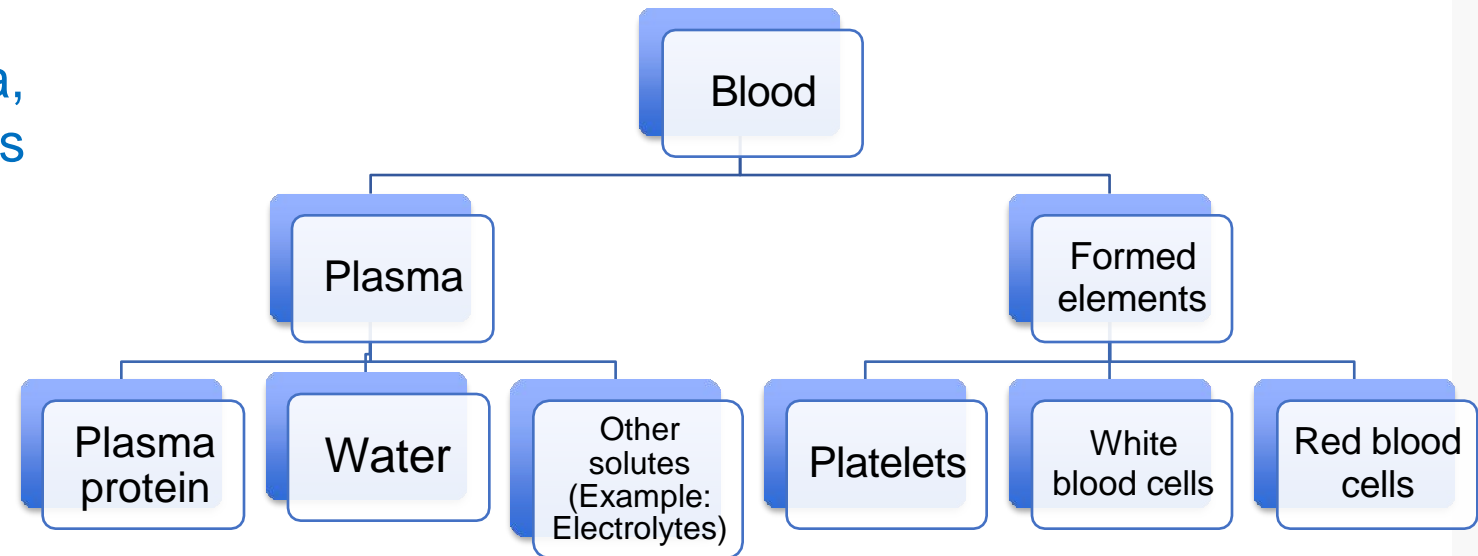 a,
s
Blood
Plasma
Formed
elements
Plasma
protein
Water
Other
solutes
(Example:
Electrolytes)
Platelets
White
blood cells
Red blood
cells